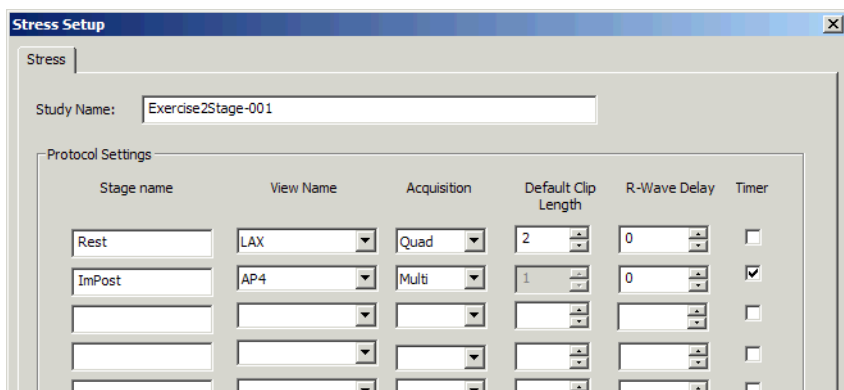 Stress Setup
Stress
Study Name: Exercise2Stage-001
Protocol Settings
Stage name View Name Acquisition Default Clip Length R-Wave Delay Timer
Rest LAX Quad 2 0
ImPost AP4 Multi 1 0